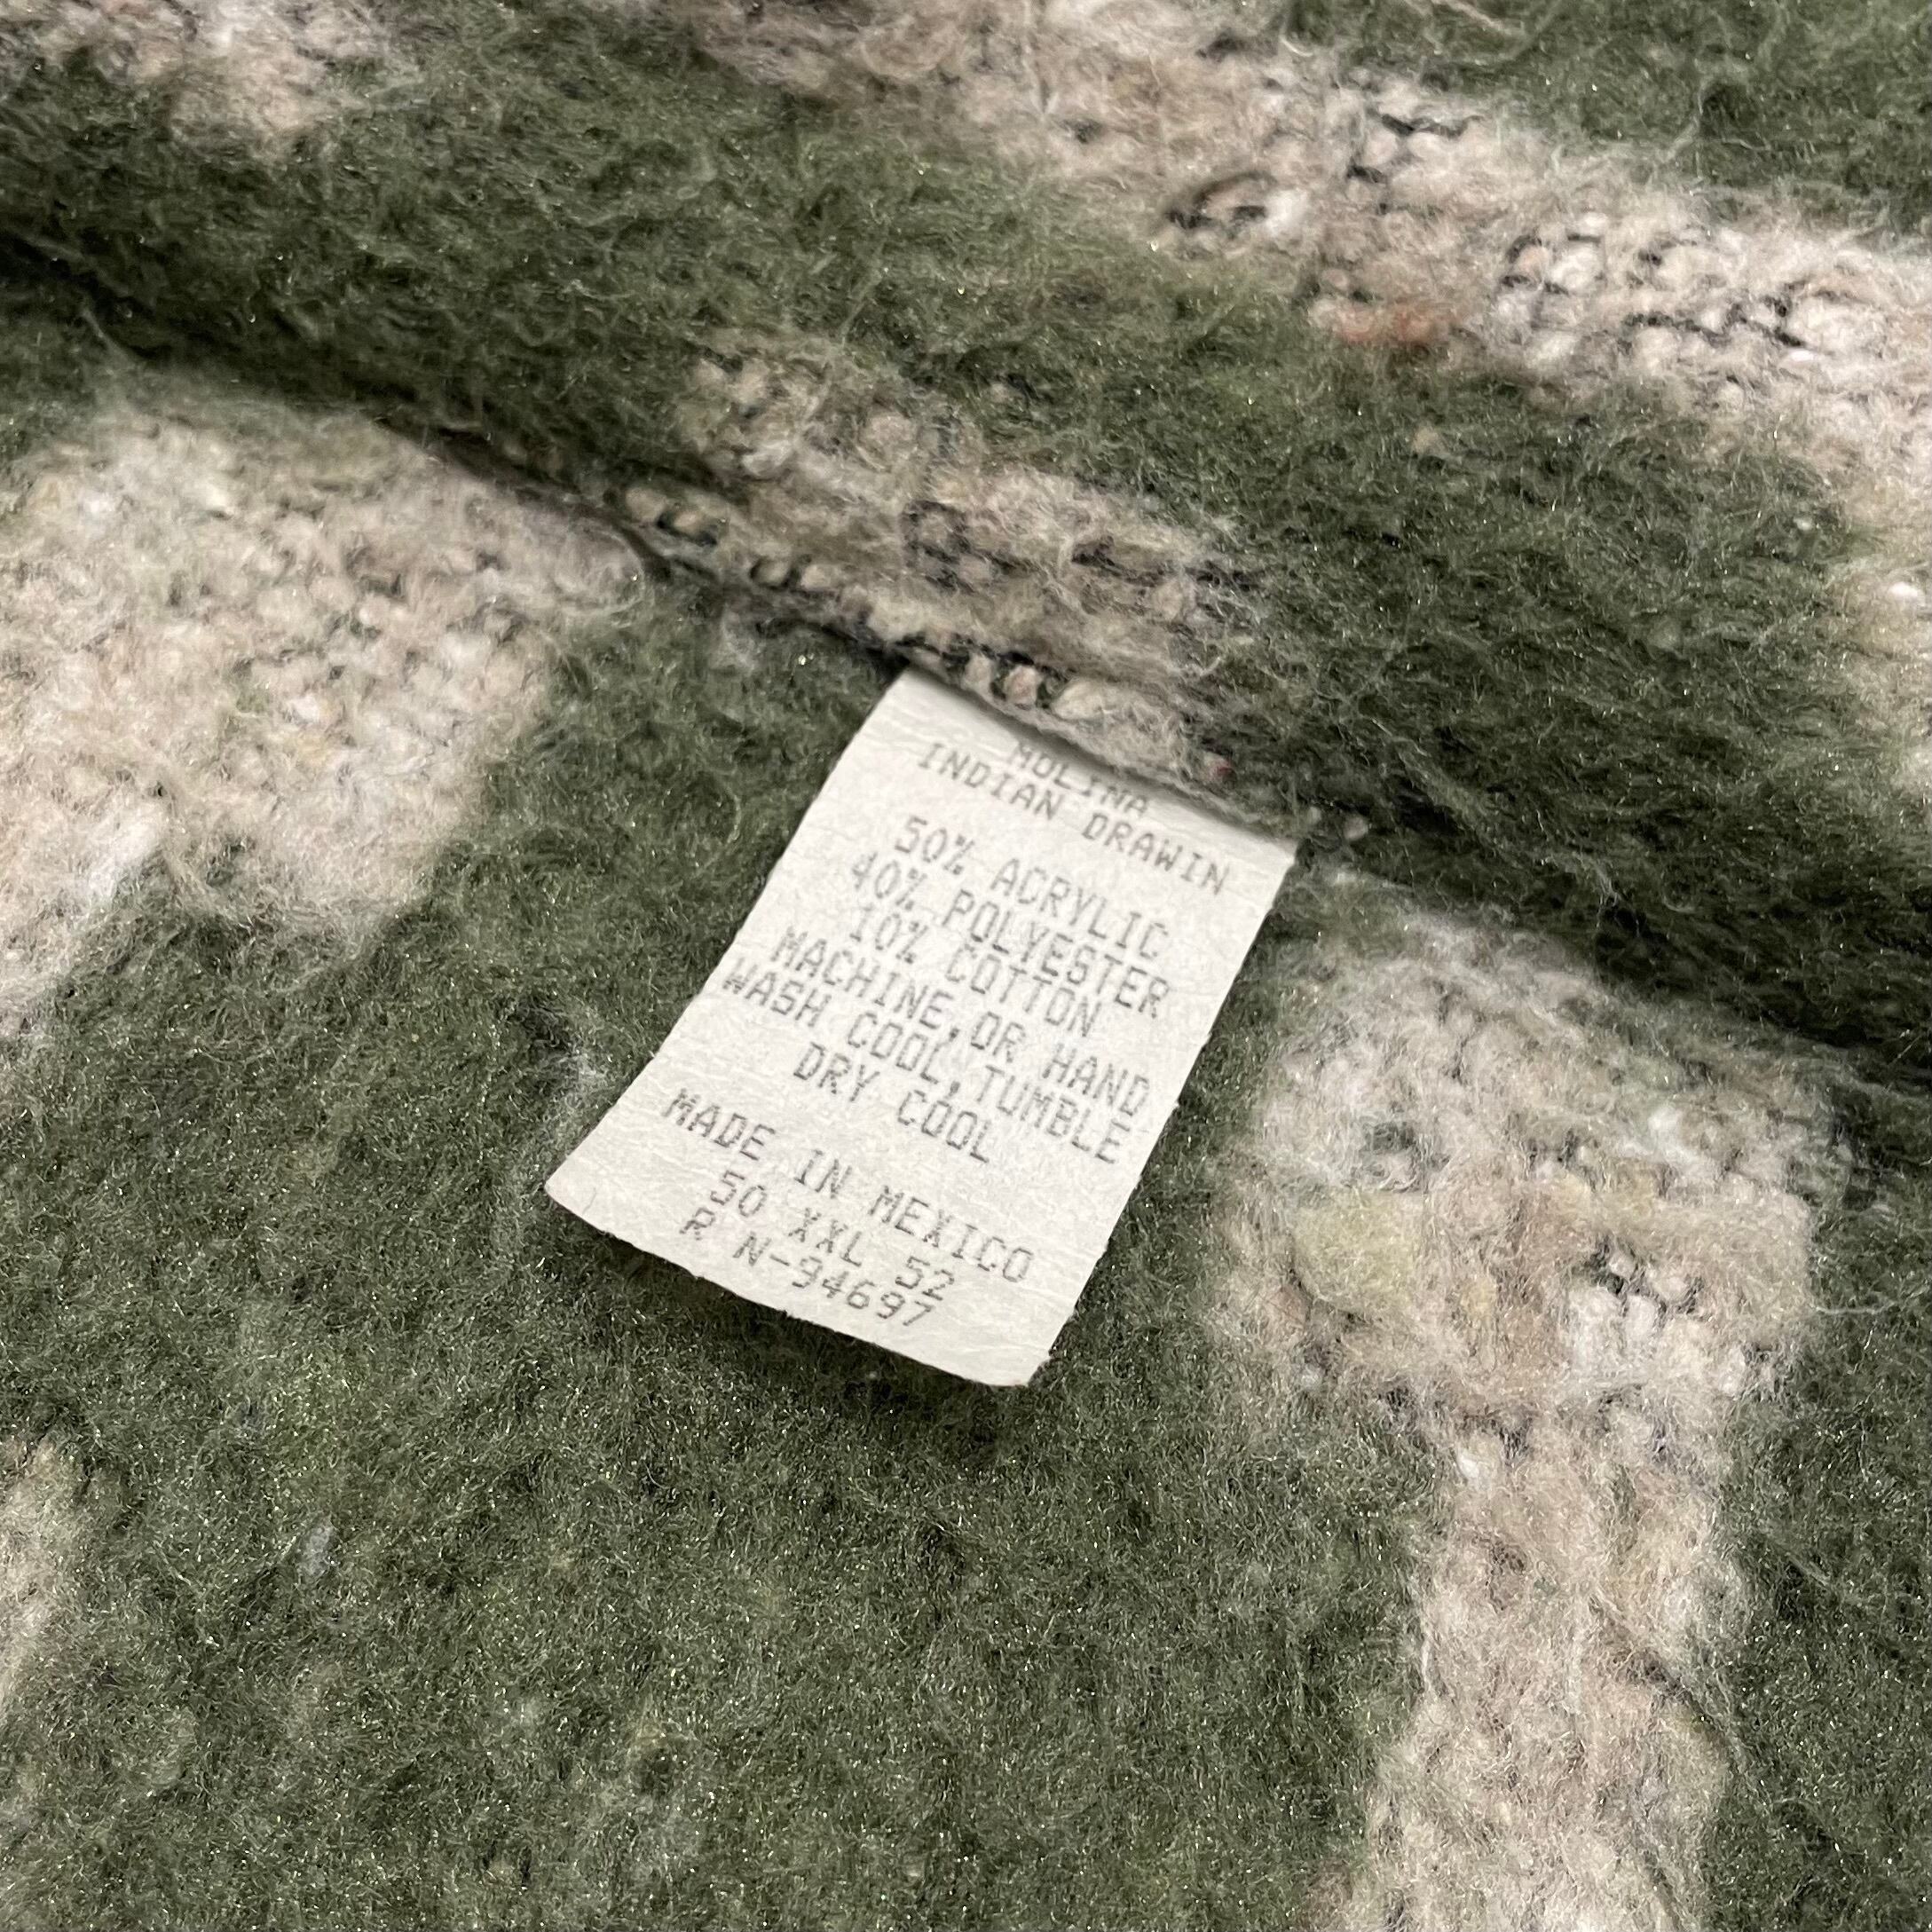 MOLINA
INDIAN DRAWIN
50% ACRYLIC
40% POLYESTER
10% COTTON
MACHINE,OR HAND
WASH COOL,TUMBLE
DRY COOL
MADE IN MEXICO
50 XXL 52
R N-94697